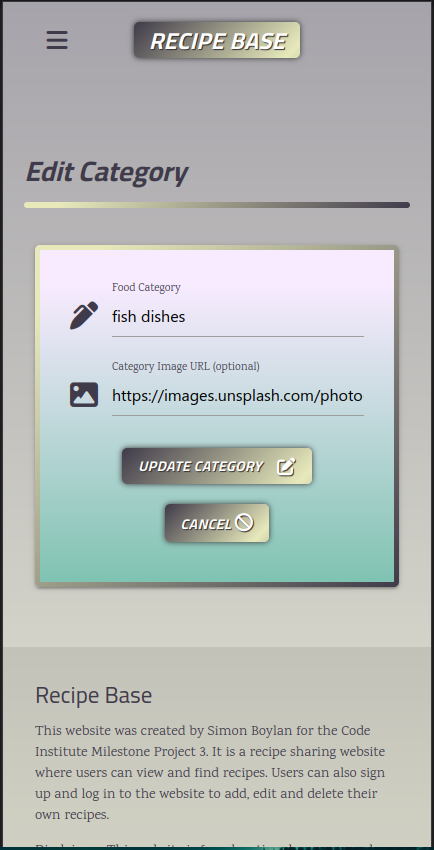 RECIPE BASE
Edit Category
Food Category
fish dishes
Category Image URL (optional)
https://images.unsplash.com/photo
UPDATE CATEGORY
CANCEL
Recipe Base
This website was created by Simon Boylan for the Code
Institute Milestone Project 3. It is a recipe sharing website
where users can view and find recipes. Users can also sign
up and log in to the website to add, edit and delete their
own recipes.